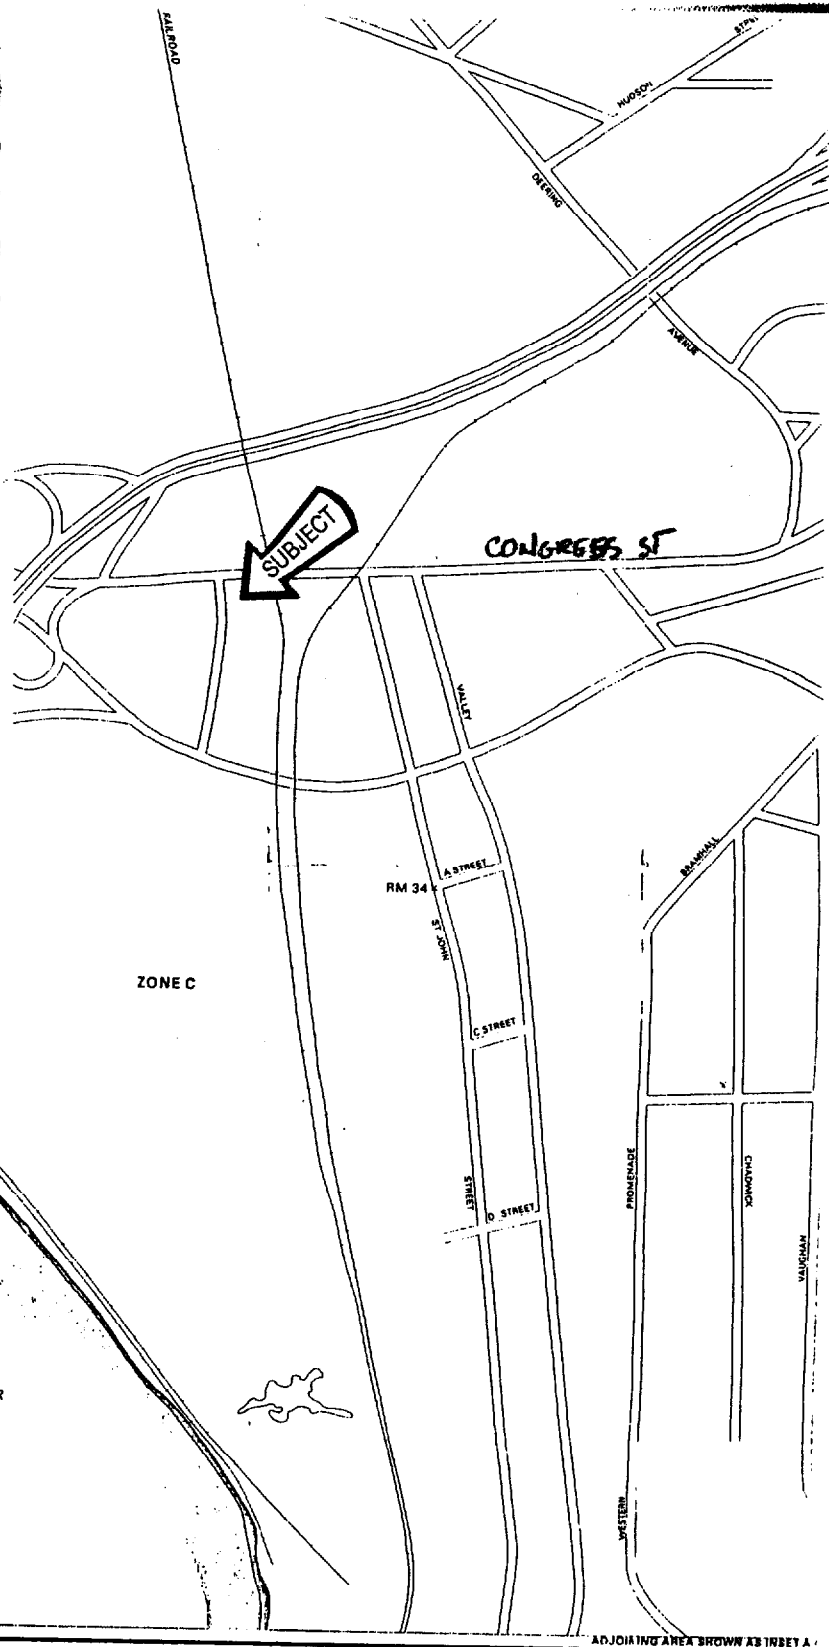 RAILROAD
HUDSON
DEERING
AVENUE
SUBJECT
CONGREES ST
VALLEY
BRAMHALL
A STREET
RM 34 x
ST JOHN
ZONE C
C STREET
PROMENADE
CHADWICK
STREET
D STREET
VAUGHAN
R
WESTERN
ADJOINING AREA SHOWN AS INSET A